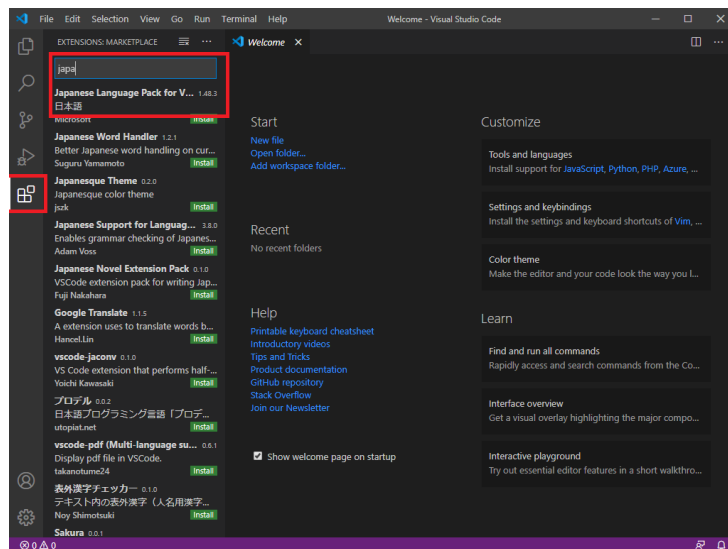 File Edit Selection View Go Run Terminal Help
Welcome - Visual Studio Code
EXTENSIONS: MARKETPLACE
japa
Japanese Language Pack for V... 1.48.3
日本語
Microsoft Install
Japanese Word Handler 1.2.1
Better Japanese word handling on cur...
Suguru Yamamoto Install
Japanesque Theme 0.2.0
Japanesque color theme
jszk Install
Japanese Support for Languag... 3.8.0
Enables grammar checking of Japanes...
Adam Voss Install
Japanese Novel Extension Pack 0.1.0
VSCode extension pack for writing Jap...
Fuji Nakahara Install
Google Translate 1.1.5
A extension uses to translate words b...
Hancel.Lin Install
vscode-jaconv 0.1.0
VS Code extension that performs half-...
Yoichi Kawasaki Install
プロデル 0.0.2
日本語プログラミング言語「プロデ...
utopiat.net Install
vscode-pdf (Multi-language su... 0.6.1
Display pdf file in VSCode.
takanotume24 Install
表外漢字チェッカー 0.1.0
テキスト内の表外漢字（人名用漢字...
Noy Shimotsuki Install
Sakura 0.0.1
Welcome
Start
New file
Open folder...
Add workspace folder...
Recent
No recent folders
Help
Printable keyboard cheatsheet
Introductory videos
Tips and Tricks
Product documentation
GitHub repository
Stack Overflow
Join our Newsletter
Show welcome page on startup
Customize
Tools and languages
Install support for JavaScript, Python, PHP, Azure, ...
Settings and keybindings
Install the settings and keyboard shortcuts of Vim, ...
Color theme
Make the editor and your code look the way you l...
Learn
Find and run all commands
Rapidly access and search commands from the Co...
Interface overview
Get a visual overlay highlighting the major compo...
Interactive playground
Try out essential editor features in a short walkthro...
0 0